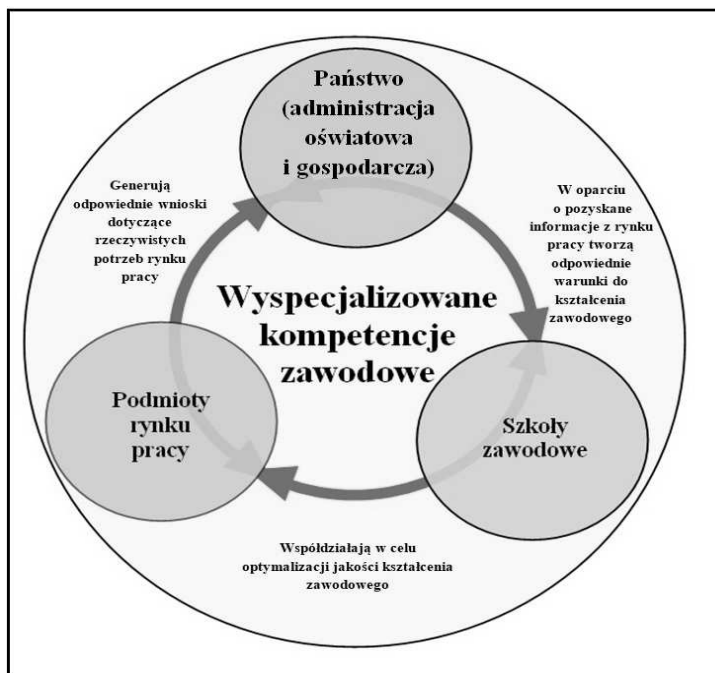 Państwo
(administracja
oświatowa
i gospodarcza)
Generują
odpowiednie wnioski
dotyczące
rzeczywistych
potrzeb rynku
pracy
W oparciu
o pozyskane
informacje z rynku
pracy tworzą
odpowiednie
warunki do
kształcenia
zawodowego
Wyspecjalizowane
kompetencje
zawodowe
Podmioty
rynku
pracy
Szkoły
zawodowe
Współdziałają w celu
optymalizacji jakości kształcenia
zawodowego